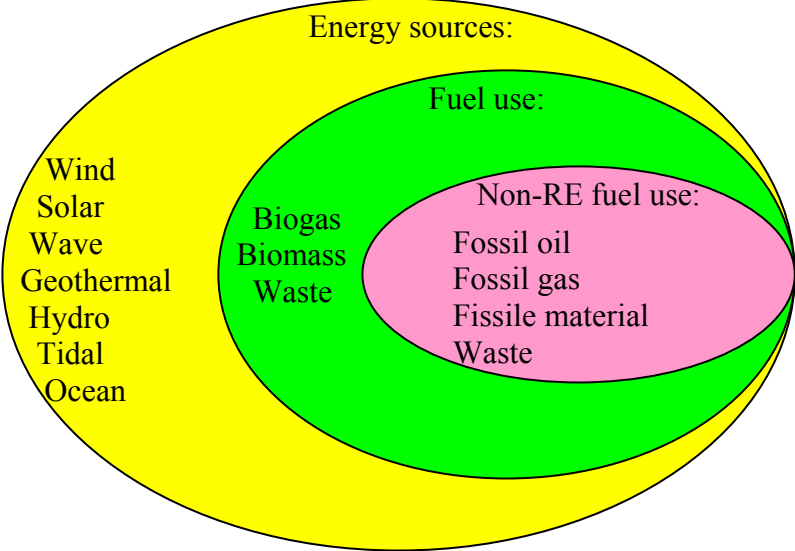 Energy sources:
Fuel use:
Wind
Solar
Wave
Geothermal
Hydro
Tidal
Ocean
Biogas
Biomass
Waste
Non-RE fuel use:
Fossil oil
Fossil gas
Fissile material
Waste